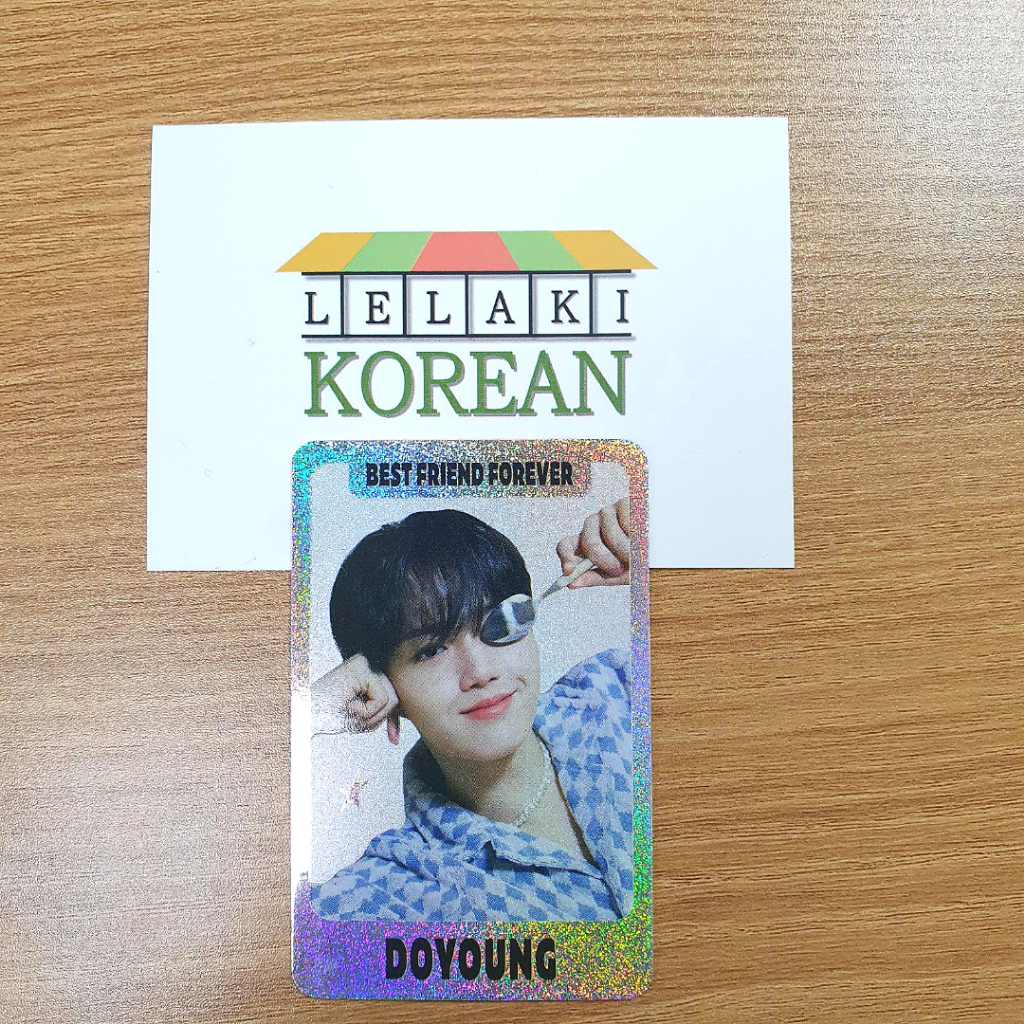 LELAKI
KOREAN
BEST FRIEND FOREVER
DOYOUNG